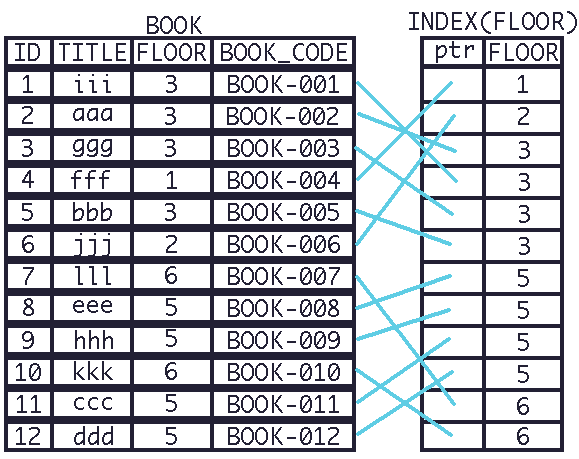 BOOK INDEX(FLOOR)
ID TITLE FLOOR BOOK_CODE ptr FLOOR
1 iii 3 BOOK-001 1
2 aaa 3 BOOK-002 2
3 ggg 3 BOOK-003 3
4 fff 1 BOOK-004 3
5 bbb 3 BOOK-005 3
6 jjj 2 BOOK-006 3
7 lll 6 BOOK-007 5
8 eee 5 BOOK-008 5
9 hhh 5 BOOK-009 5
10 kkk 6 BOOK-010 5
11 ccc 5 BOOK-011 6
12 ddd 5 BOOK-012 6